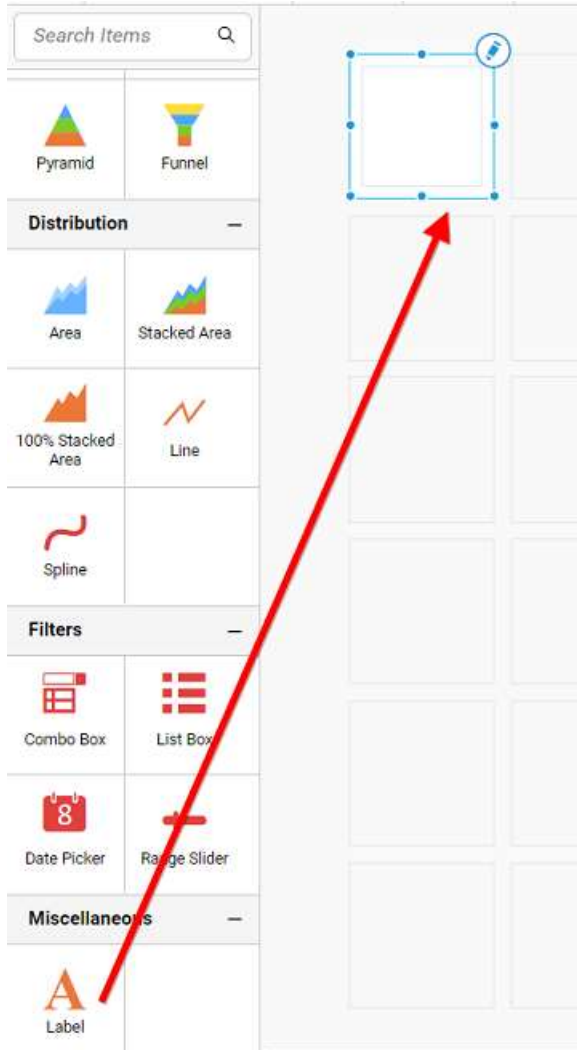 Search Items
Pyramid
Funnel
Distribution
Area
Stacked Area
100% Stacked
Area
Line
Spline
Filters
Combo Box
List Box
8
Date Picker
Range Slider
Miscellaneous
A
Label